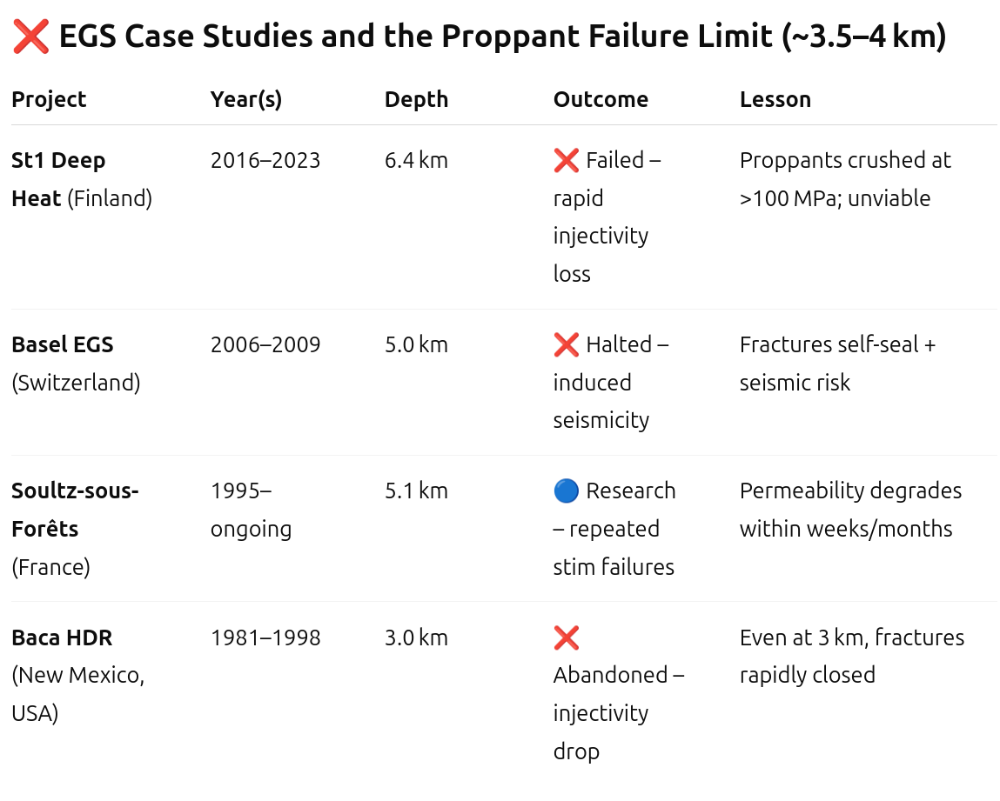 ❌ EGS Case Studies and the Proppant Failure Limit (~3.5–4 km)
Project Year(s) Depth Outcome Lesson
St1 Deep 2016–2023 6.4 km ❌ Failed – Proppants crushed at
Heat (Finland) rapid >100 MPa; unviable
injectivity
loss
Basel EGS 2006–2009 5.0 km ❌ Halted – Fractures self-seal +
(Switzerland) induced seismic risk
seismicity
Soultz-sous- 1995– 5.1 km 🔵 Research Permeability degrades
Forêts ongoing – repeated within weeks/months
(France) stim failures
Baca HDR 1981–1998 3.0 km ❌ Even at 3 km, fractures
(New Mexico, Abandoned – rapidly closed
USA) injectivity
drop